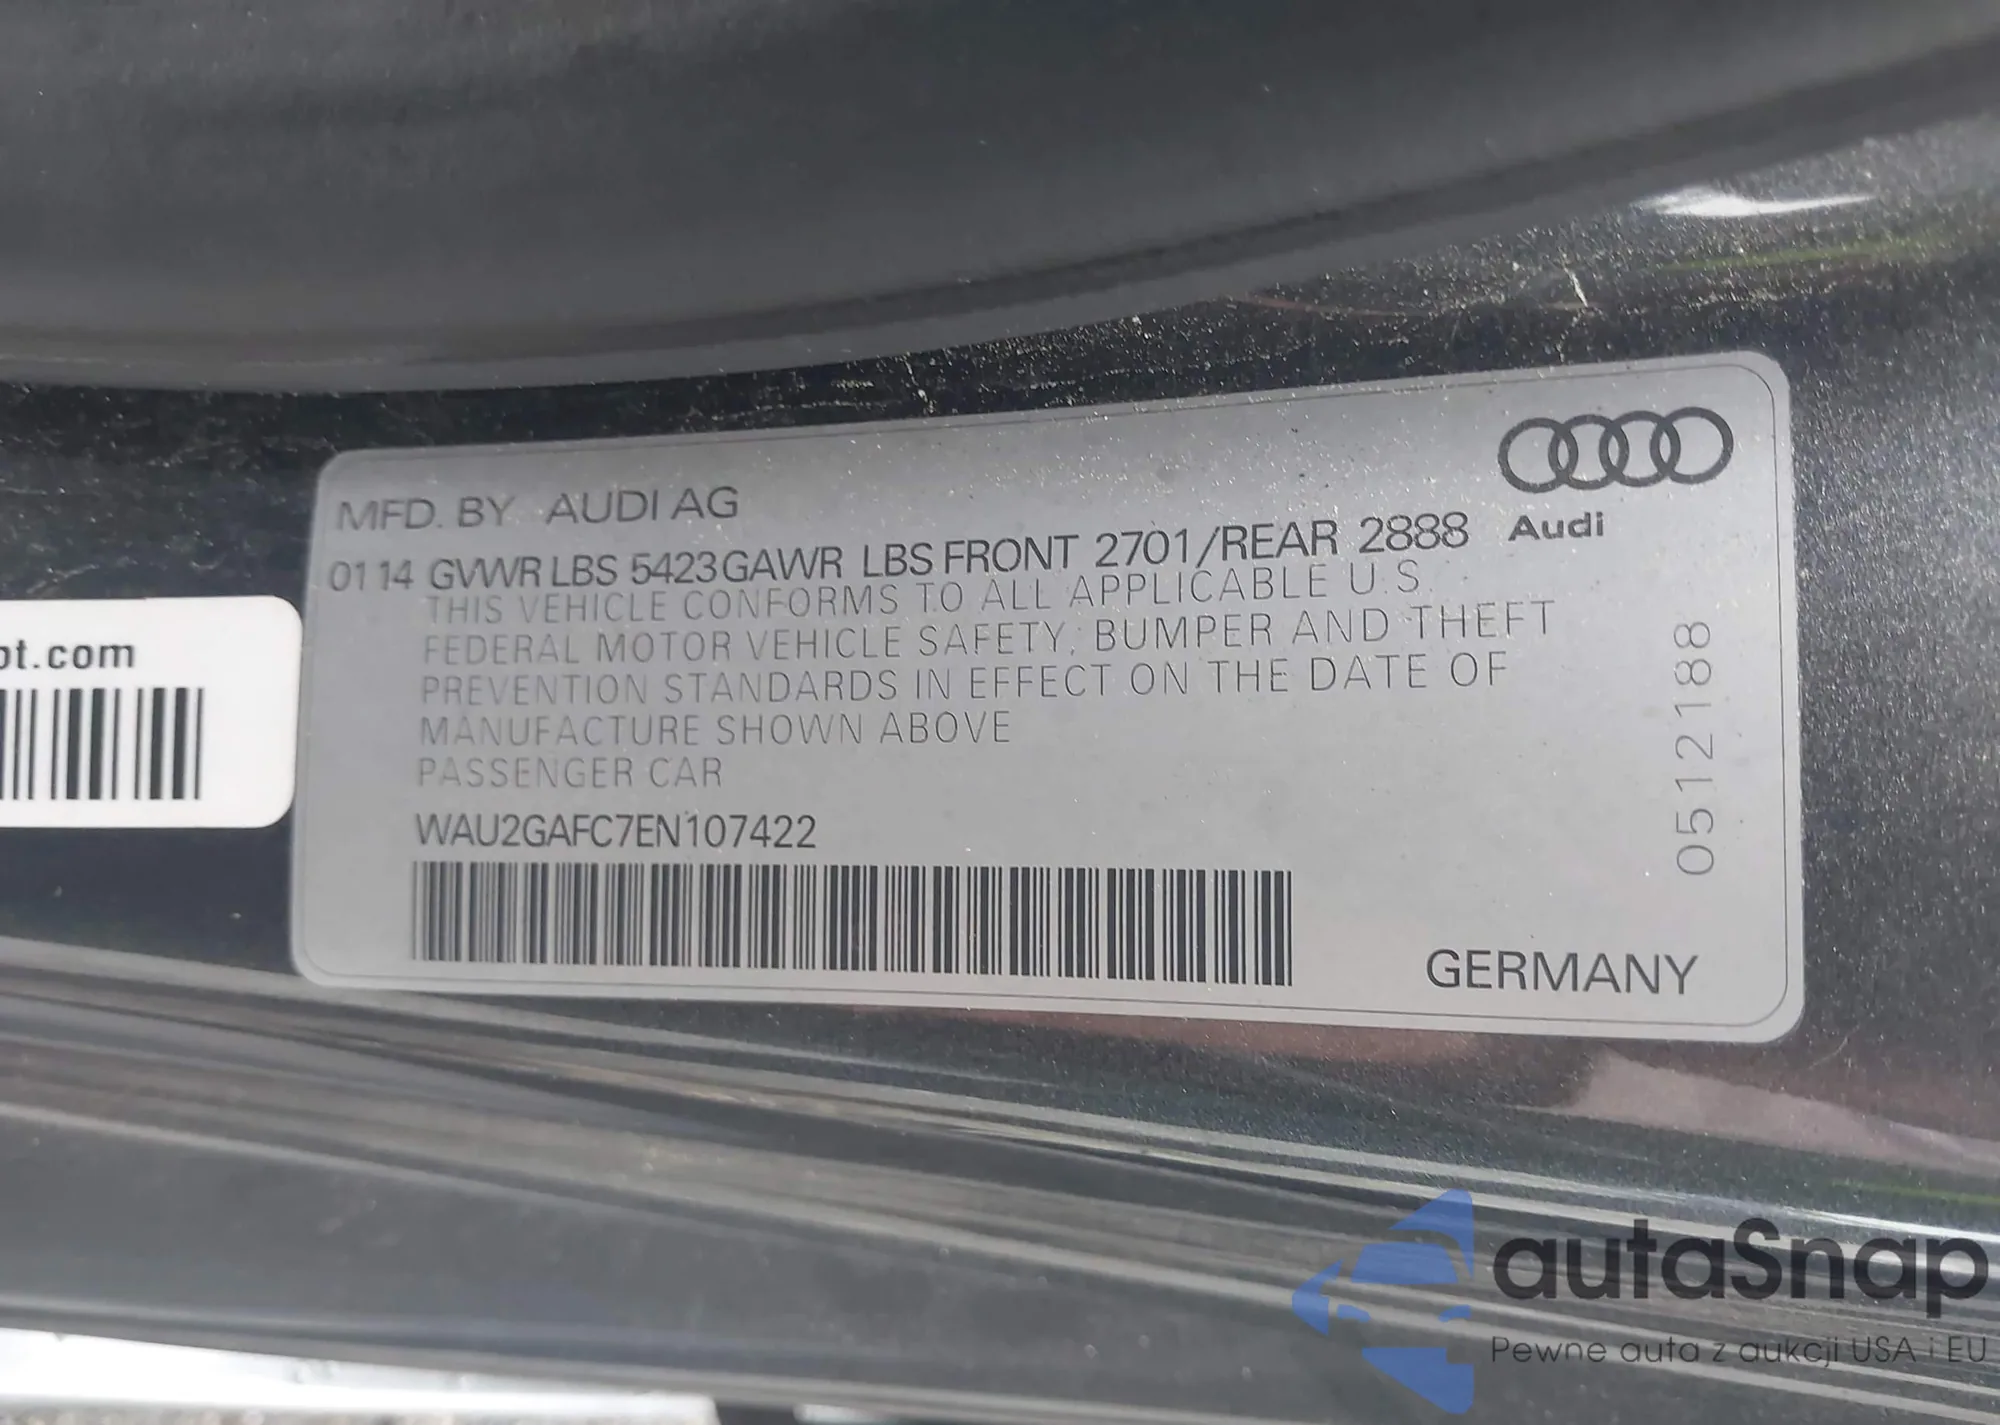 MFD. BY AUDI AG
Audi
01 14 GVWR LBS 5423 GAWR LBS FRONT 2701/REAR 2888
THIS VEHICLE CONFORMS TO ALL APPLICABLE U.S.
FEDERAL MOTOR VEHICLE SAFETY, BUMPER AND THEFT
PREVENTION STANDARDS IN EFFECT ON THE DATE OF
MANUFACTURE SHOWN ABOVE
PASSENGER CAR
WAU2GAFC7EN107422
0512188
GERMANY
pt.com
autaSnap
Pewne auta z aukcji USA i EU